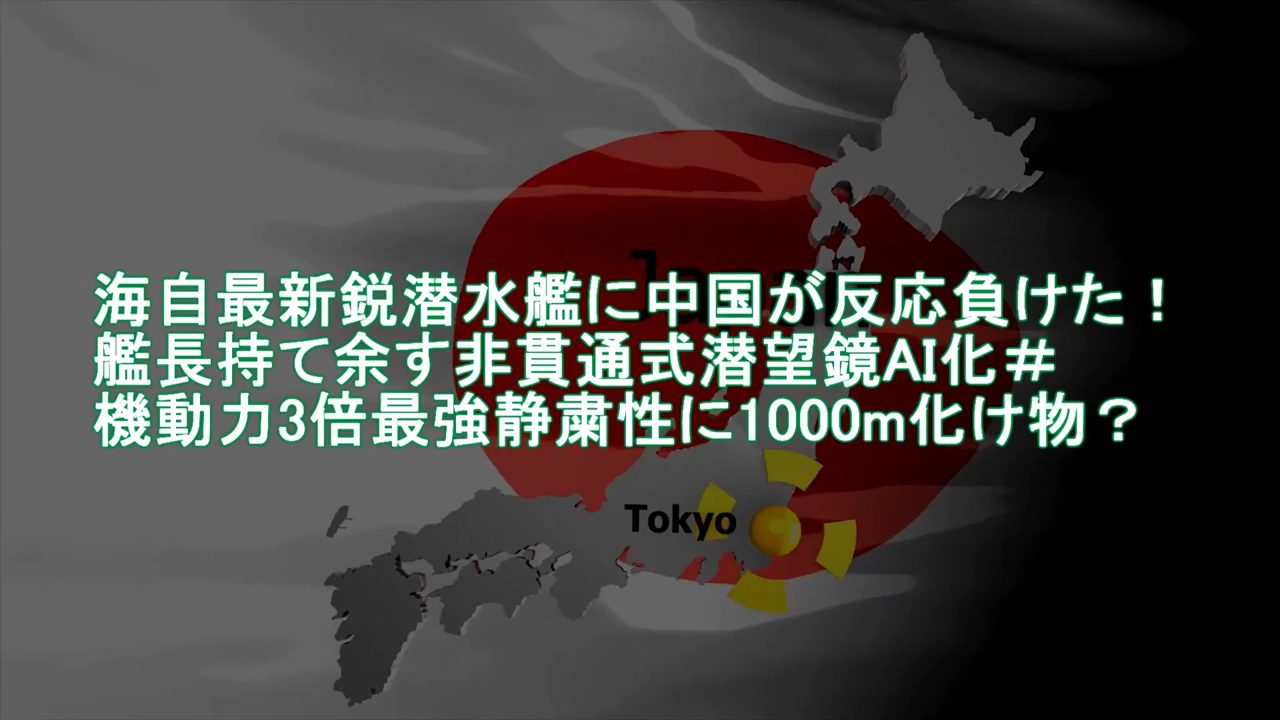 海自最新鋭潜水艦に中国が反応負けた！
艦長持て余す非貫通式潜望鏡AI化＃
機動力3倍最強静粛性に1000m化け物？
Japan
Tokyo